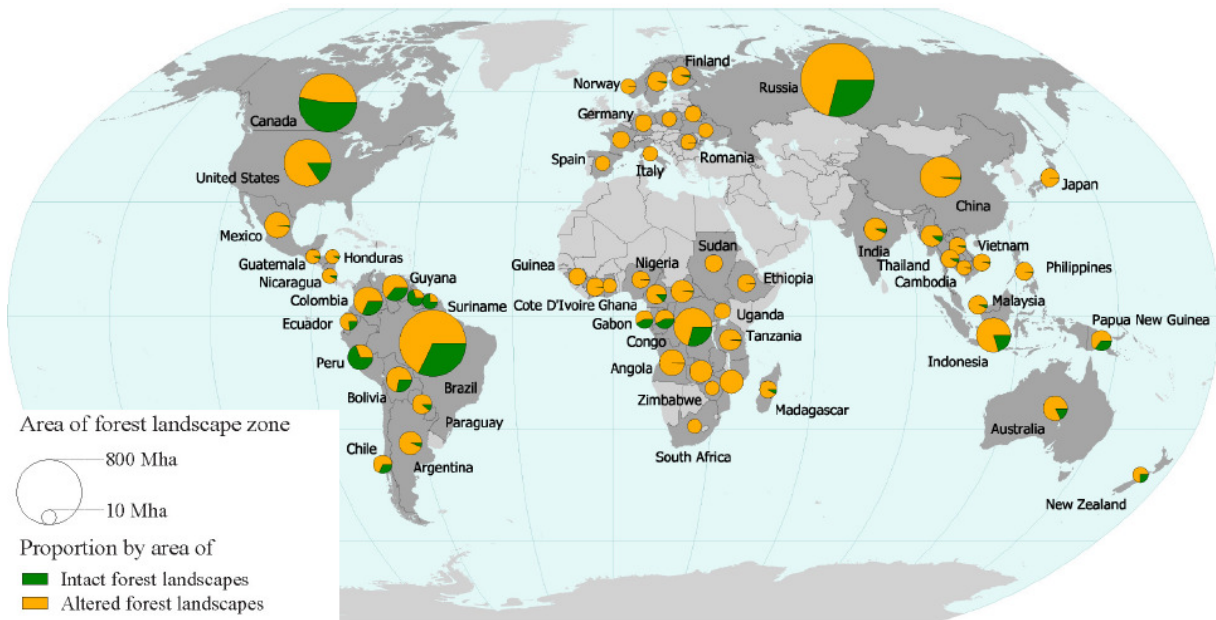 Finland
Norway
Russia
Canada
Germany
Spain
Italy
Romania
United States
Japan
China
Mexico
Sudan
India
Vietnam
Guatemala
Honduras
Guinea
Nigeria
Ethiopia
Thailand
Philippines
Nicaragua
Guyana
Cambodia
Colombia
Suriname
Cote D'Ivoire
Ghana
Malaysia
Ecuador
Gabon
Uganda
Papua New Guinea
Congo
Tanzania
Peru
Indonesia
Angola
Brazil
Bolivia
Zimbabwe
Madagascar
Paraguay
Australia
Chile
South Africa
Argentina
New Zealand
Area of forest landscape zone
800 Mha
10 Mha
Proportion by area of
Intact forest landscapes
Altered forest landscapes